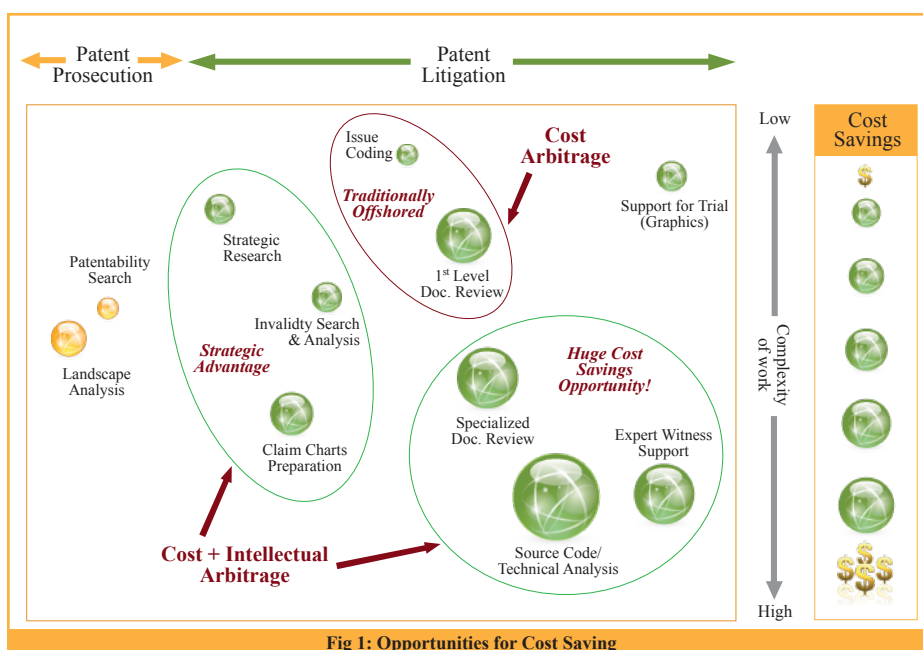 Patent
Prosecution
Patent
Litigation
Low
Cost
Savings
$
Issue
Coding
Cost
Arbitrage
Traditionally
Offshored
Support for Trial
(Graphics)
Strategic
Research
1st Level
Doc. Review
Patentability
Search
Invalidty Search
& Analysis
Strategic
Advantage
Landscape
Analysis
Huge Cost
Savings
Opportunity!
Complexity
of work
Claim Charts
Preparation
Specialized
Doc. Review
Expert Witness
Support
Cost + Intellectual
Arbitrage
Source Code/
Technical Analysis
$
$ $ $
High
Fig 1: Opportunities for Cost Saving